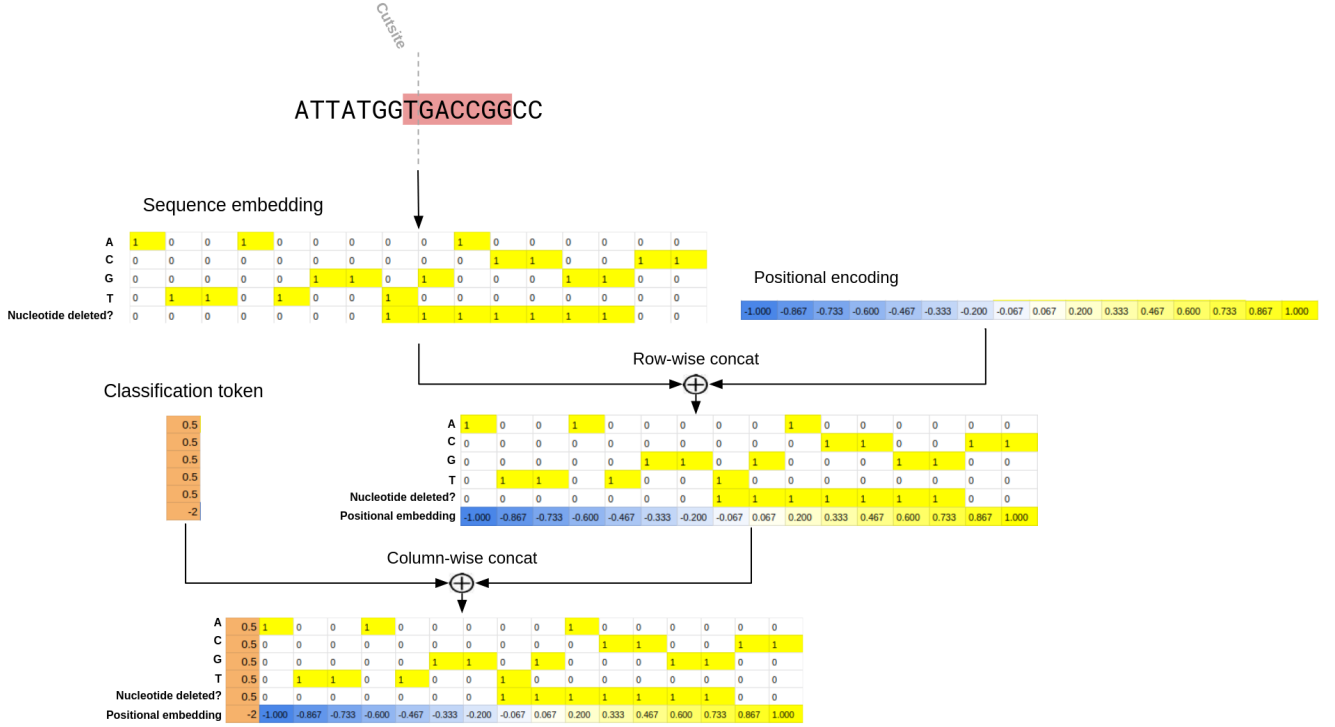 Cutsite
ATTATGGTGACCGGCC
Sequence embedding
A 1 0 0 1 0 0 0 0 0 1 0 0 0 0 0 0
C 0 0 0 0 0 0 0 0 0 0 1 1 0 0 1 1
G 0 0 0 0 0 1 1 0 1 0 0 0 1 1 0 0
T 0 1 1 0 1 0 0 1 0 0 0 0 0 0 0 0
Nucleotide deleted? 0 0 0 0 0 0 0 1 1 1 1 1 1 1 0 0
Positional encoding
-1.000 -0.867 -0.733 -0.600 -0.467 -0.333 -0.200 -0.067 0.067 0.200 0.333 0.467 0.600 0.733 0.867 1.000
Row-wise concat
Classification token
0.5
0.5
0.5
0.5
0.5
-2
A 1 0 0 1 0 0 0 0 0 1 0 0 0 0 0 0
C 0 0 0 0 0 0 0 0 0 0 1 1 0 0 1 1
G 0 0 0 0 0 1 1 0 1 0 0 0 1 1 0 0
T 0 1 1 0 1 0 0 1 0 0 0 0 0 0 0 0
Nucleotide deleted? 0 0 0 0 0 0 0 1 1 1 1 1 1 1 0 0
Positional embedding -1.000 -0.867 -0.733 -0.600 -0.467 -0.333 -0.200 -0.067 0.067 0.200 0.333 0.467 0.600 0.733 0.867 1.000
Column-wise concat
A 0.5 1 0 0 1 0 0 0 0 0 1 0 0 0 0 0 0
C 0.5 0 0 0 0 0 0 0 0 0 0 1 1 0 0 1 1
G 0.5 0 0 0 0 0 1 1 0 1 0 0 0 1 1 0 0
T 0.5 0 1 1 0 1 0 0 1 0 0 0 0 0 0 0 0
Nucleotide deleted? 0.5 0 0 0 0 0 0 0 1 1 1 1 1 1 1 0 0
Positional embedding -2 -1.000 -0.867 -0.733 -0.600 -0.467 -0.333 -0.200 -0.067 0.067 0.200 0.333 0.467 0.600 0.733 0.867 1.000